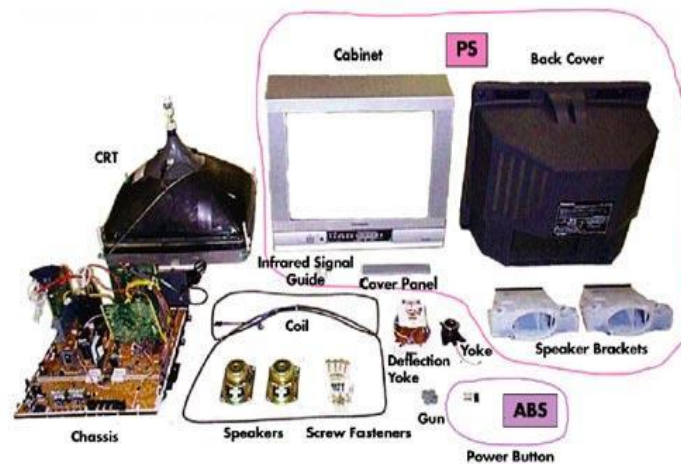 Cabinet
PS
Back Cover
CRT
Infrared Signal
Guide
Cover Panel
Coil
Deflection
Yoke
Yoke
Speaker Brackets
Chassis
Speakers
Screw Fasteners
Gun
ABS
Power Button